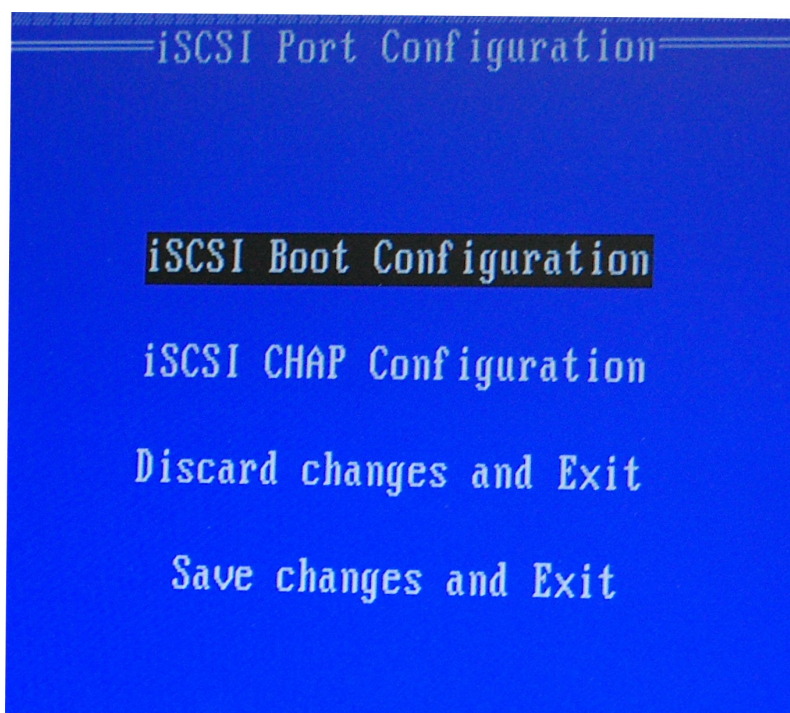 iSCSI Port Configuration
iSCSI Boot Configuration
iSCSI CHAP Configuration
Discard changes and Exit
Save changes and Exit